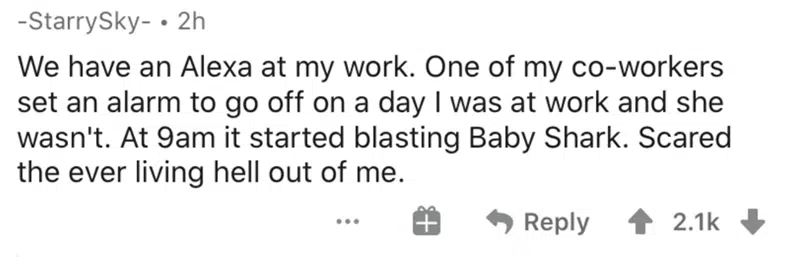 -StarrySky- • 2h
We have an Alexa at my work. One of my co-workers
set an alarm to go off on a day I was at work and she
wasn't. At 9am it started blasting Baby Shark. Scared
the ever living hell out of me.
... Reply 2.1k